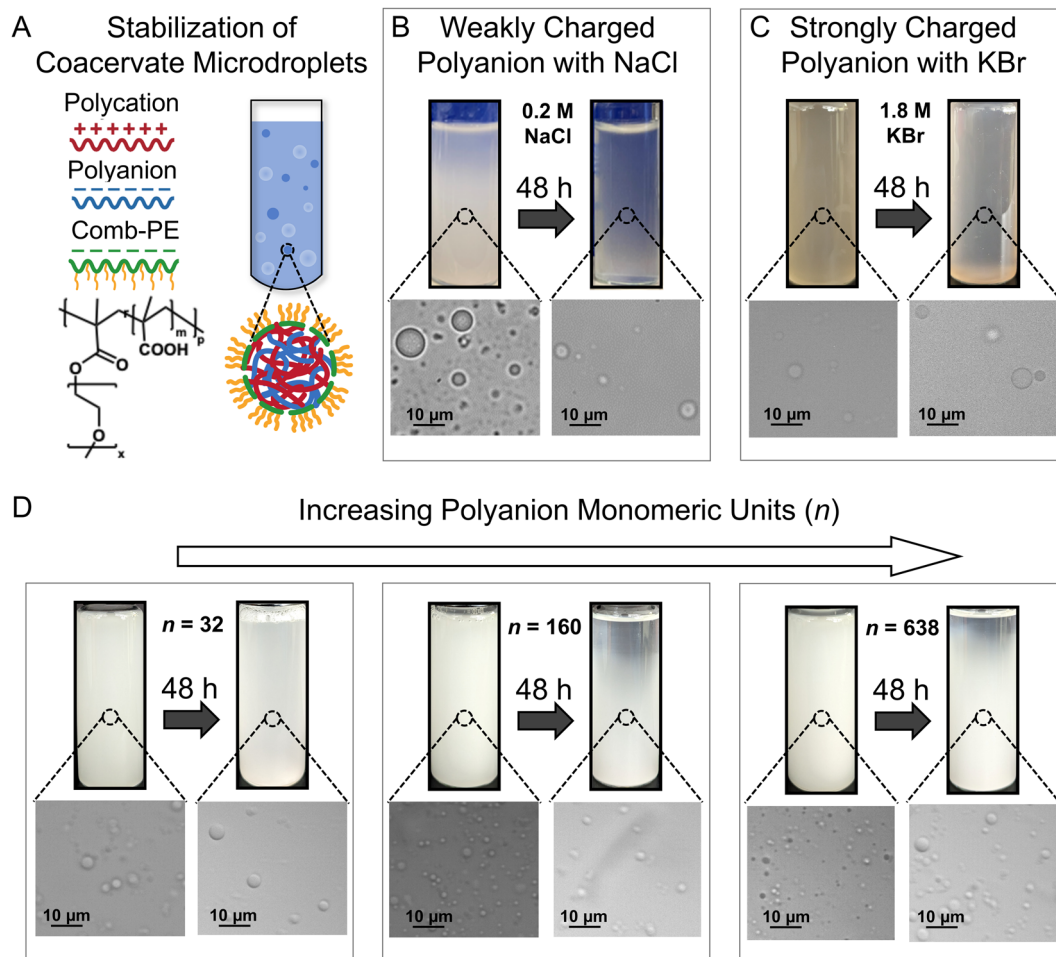 A
Stabilization of
Coacervate Microdroplets
Polycation
++++++
Polyanion
Comb-PE
m
p
COOH
O
O
O
x
B
Weakly Charged
Polyanion with NaCl
0.2 M
NaCl
48 h
10 µm
10 µm
C
Strongly Charged
Polyanion with KBr
1.8 M
KBr
48 h
10 µm
10 µm
D
Increasing Polyanion Monomeric Units (n)
n = 32
48 h
10 µm
10 µm
n = 160
48 h
10 µm
10 µm
n = 638
48 h
10 µm
10 µm